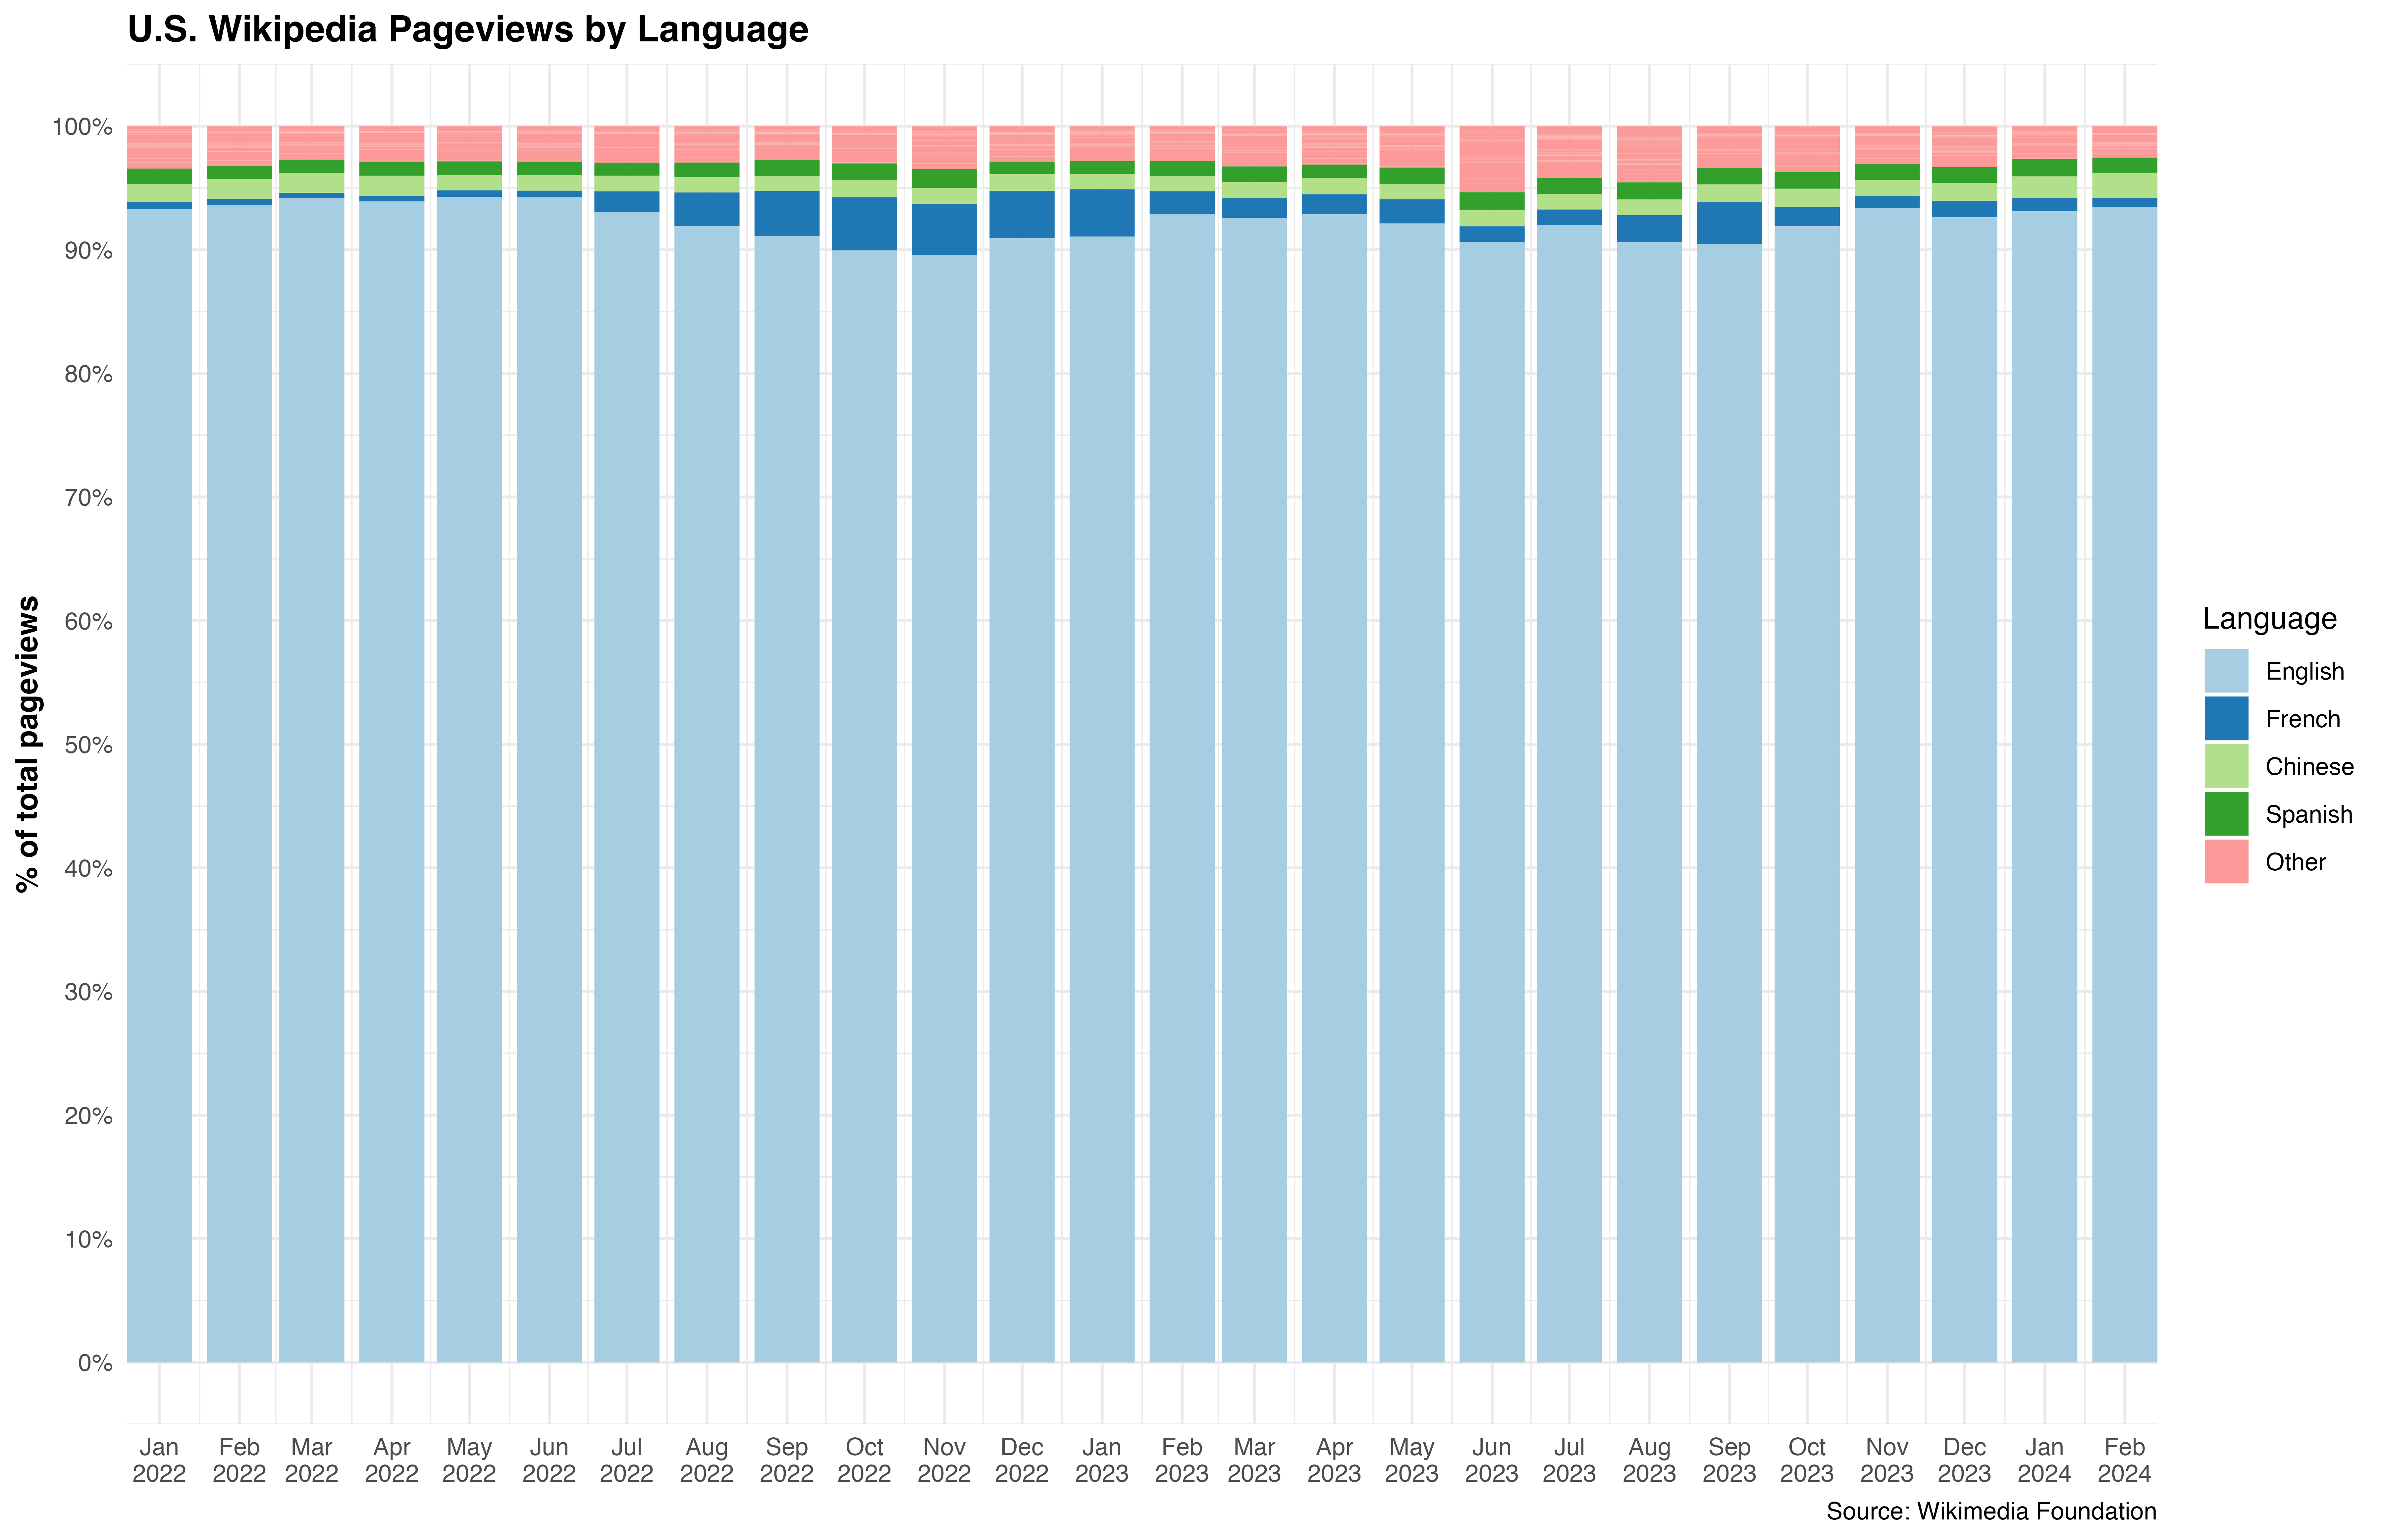 U.S. Wikipedia Pageviews by Language
% of total pageviews
100%
90%
80%
70%
60%
50%
40%
30%
20%
10%
0%
Jan Feb Mar Apr May Jun Jul Aug Sep Oct Nov Dec Jan Feb Mar Apr May Jun Jul Aug Sep Oct Nov Dec Jan Feb
2022 2022 2022 2022 2022 2022 2022 2022 2022 2022 2022 2022 2023 2023 2023 2023 2023 2023 2023 2023 2023 2023 2023 2023 2024 2024
Language
English
French
Chinese
Spanish
Other
Source: Wikimedia Foundation